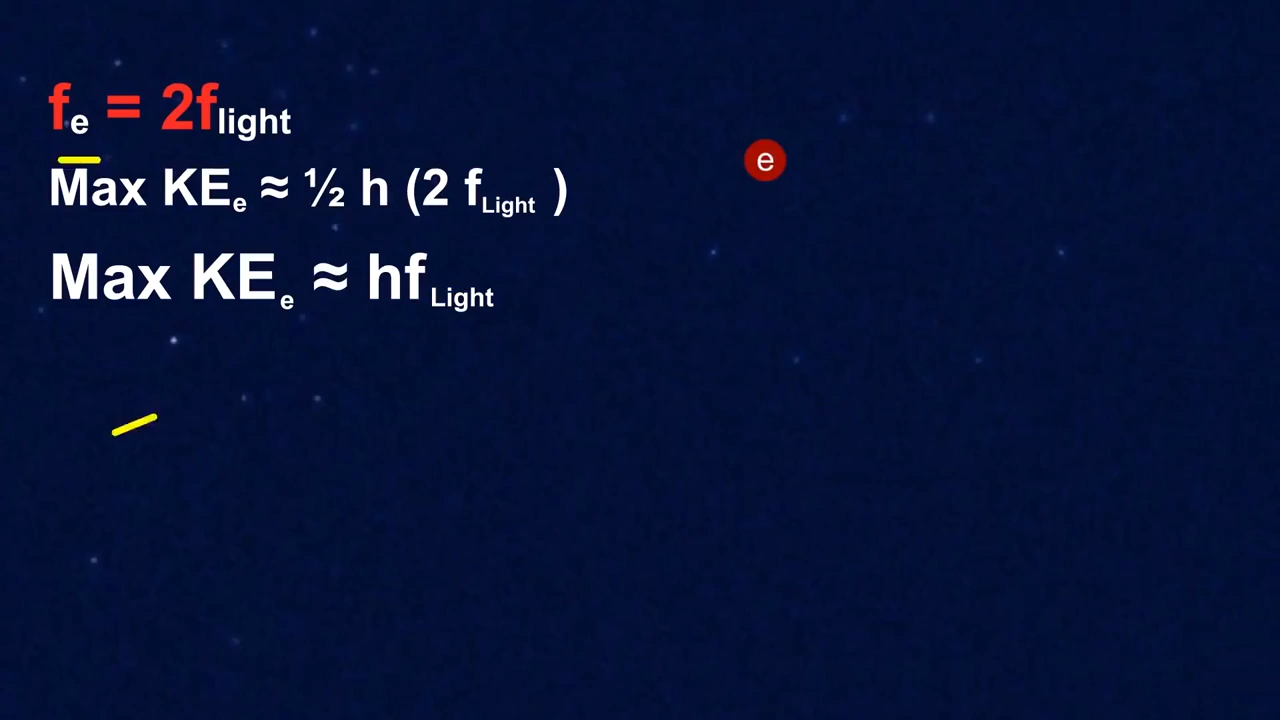 fe = 2flight
Max KEe ≈ ½ h (2 fLight )
Max KEe ≈ hfLight
e